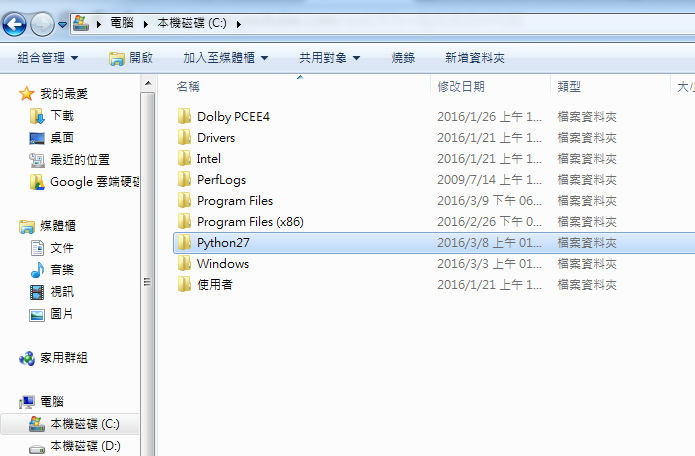 電腦 ▸ 本機磁碟 (C:) ▸
組合管理 ▼ 開啟 加入至媒體櫃 ▼ 共用對象 ▼ 燒錄 新增資料夾
我的最愛
下載
桌面
最近的位置
Google 雲端硬碟
媒體櫃
文件
音樂
視訊
圖片
家用群組
電腦
本機磁碟 (C:)
本機磁碟 (D:)
名稱 修改日期 類型 大小
Dolby PCEE4 2016/1/26 上午 1... 檔案資料夾
Drivers 2016/1/21 上午 1... 檔案資料夾
Intel 2016/1/21 上午 1... 檔案資料夾
PerfLogs 2009/7/14 上午 1... 檔案資料夾
Program Files 2016/3/9 下午 06... 檔案資料夾
Program Files (x86) 2016/2/26 下午 0... 檔案資料夾
Python27 2016/3/8 上午 01... 檔案資料夾
Windows 2016/3/3 上午 01... 檔案資料夾
使用者 2016/1/21 上午 1... 檔案資料夾